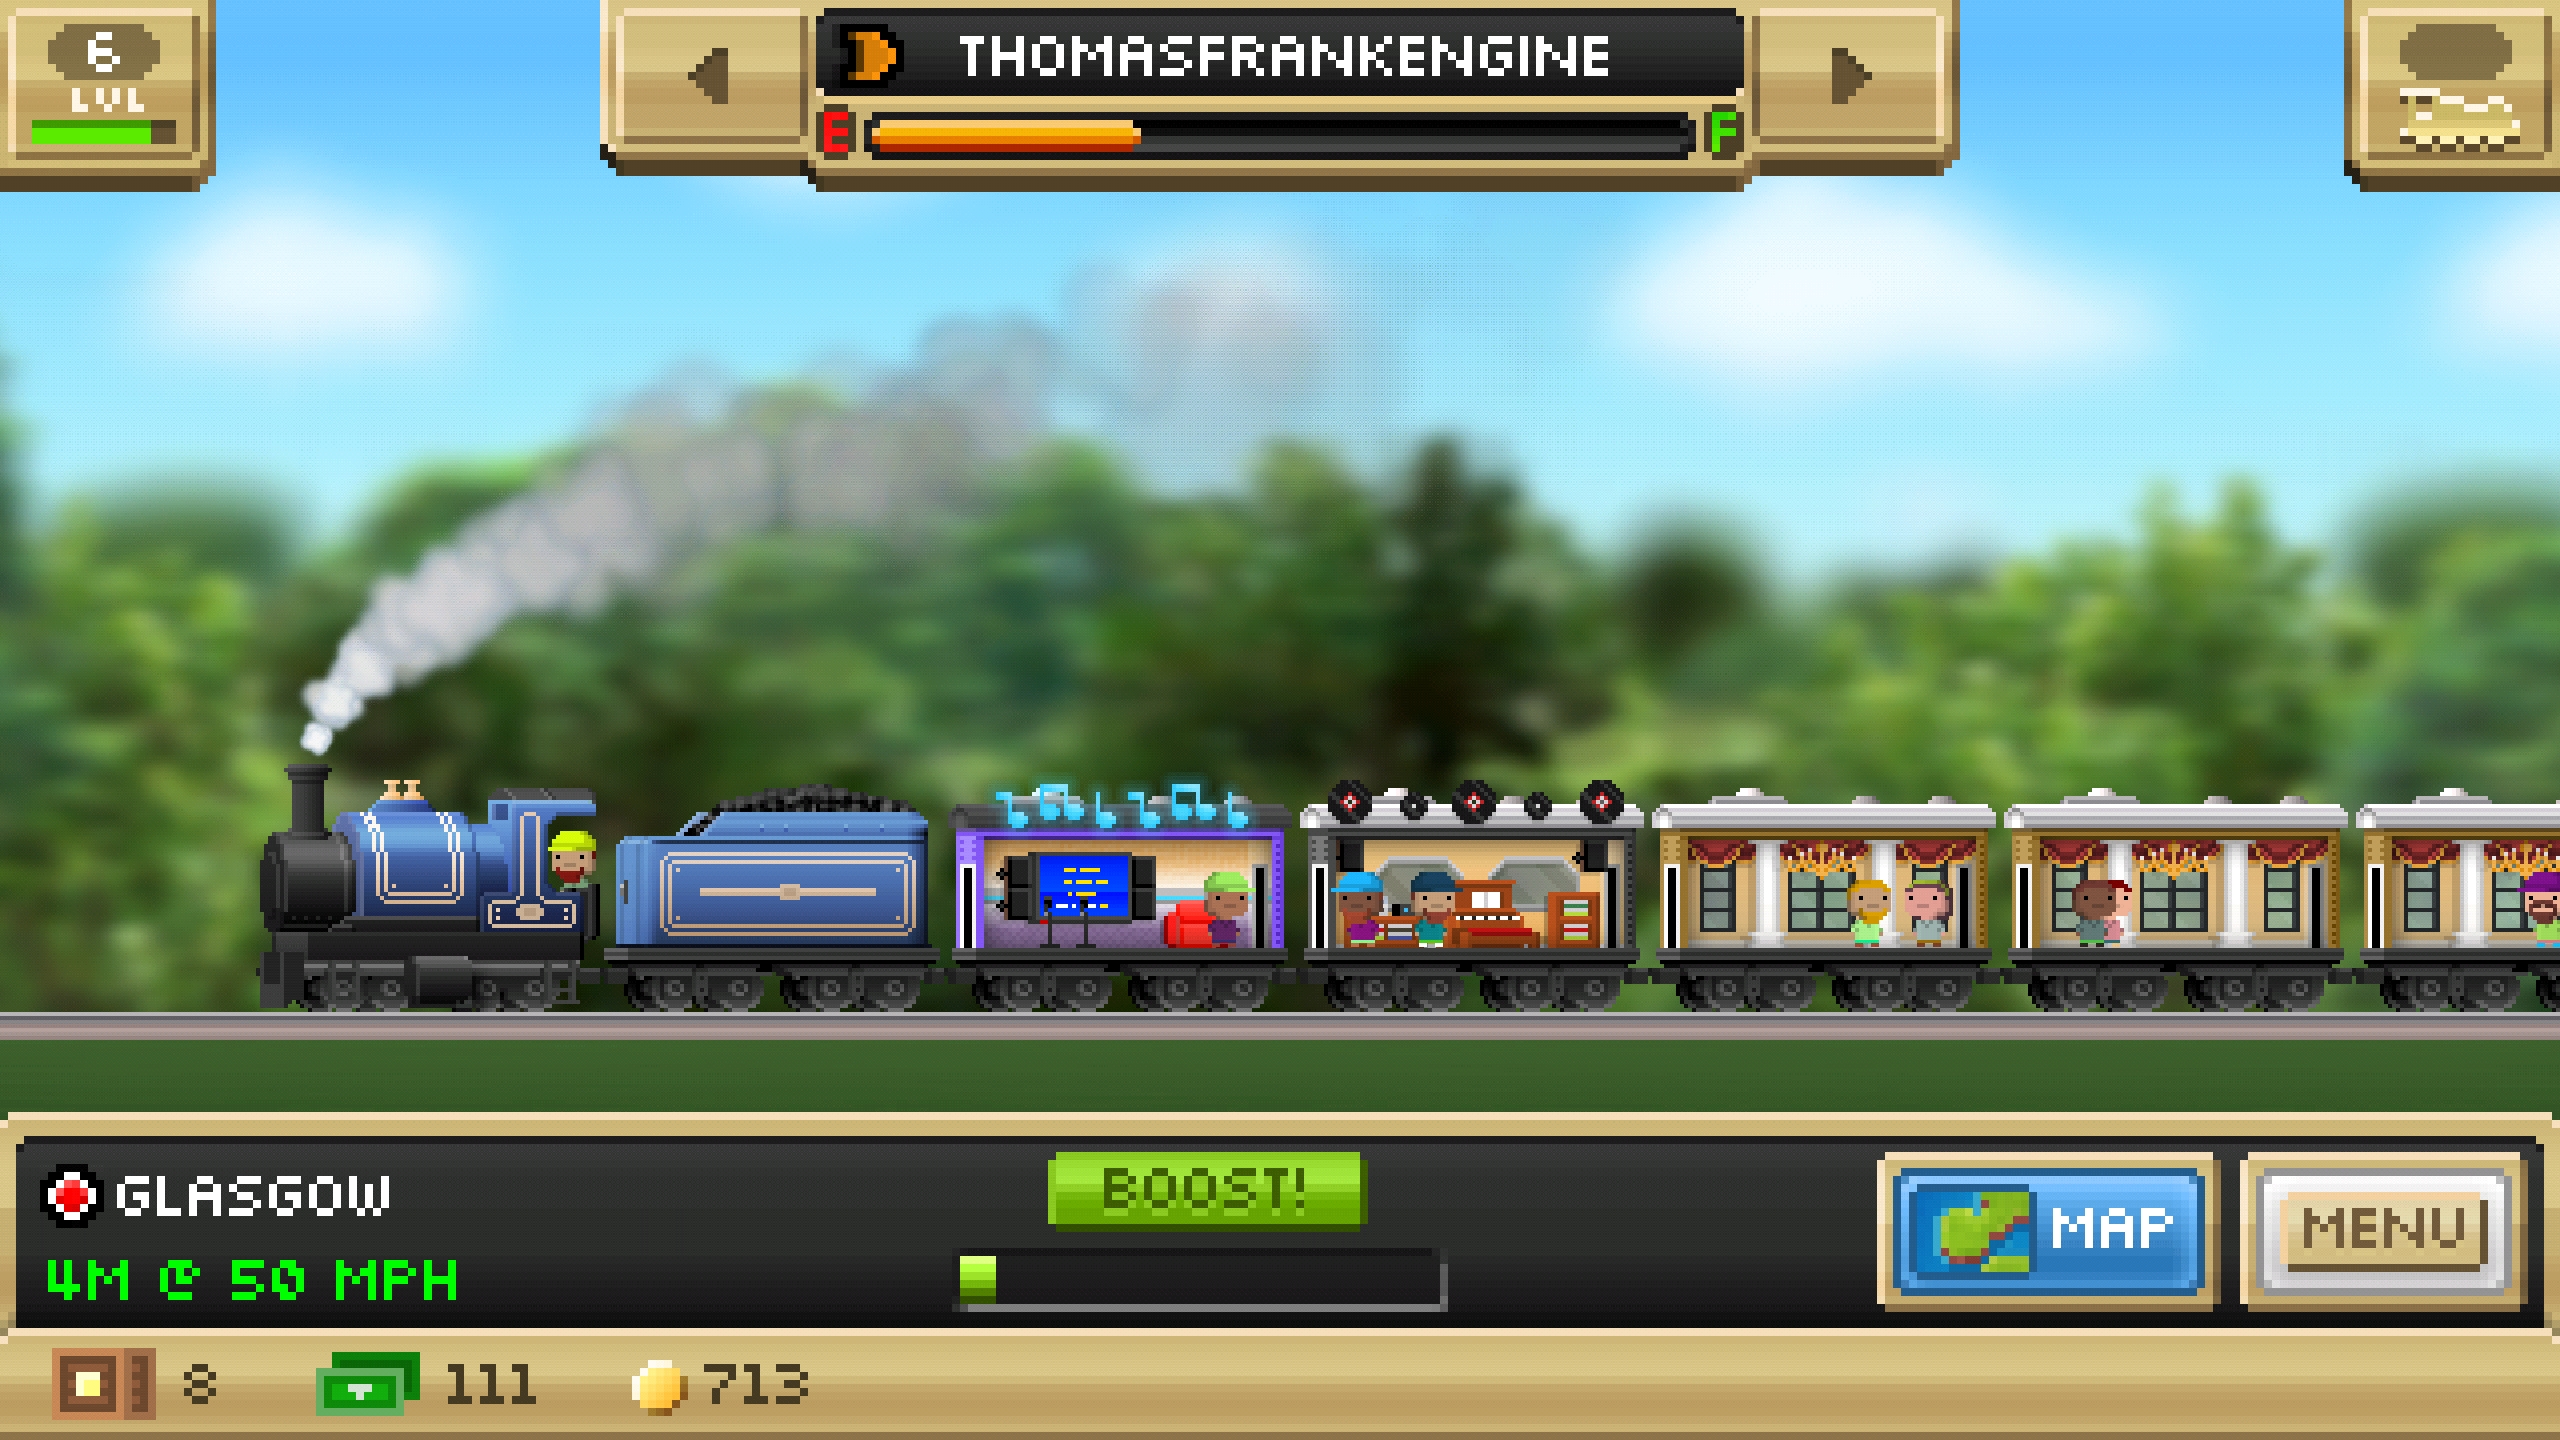 6
LVL
THOMASFRANKENGINE
E F
GLASGOW
4M @ 50 MPH
BOOST!
MAP
MENU
8
111
713